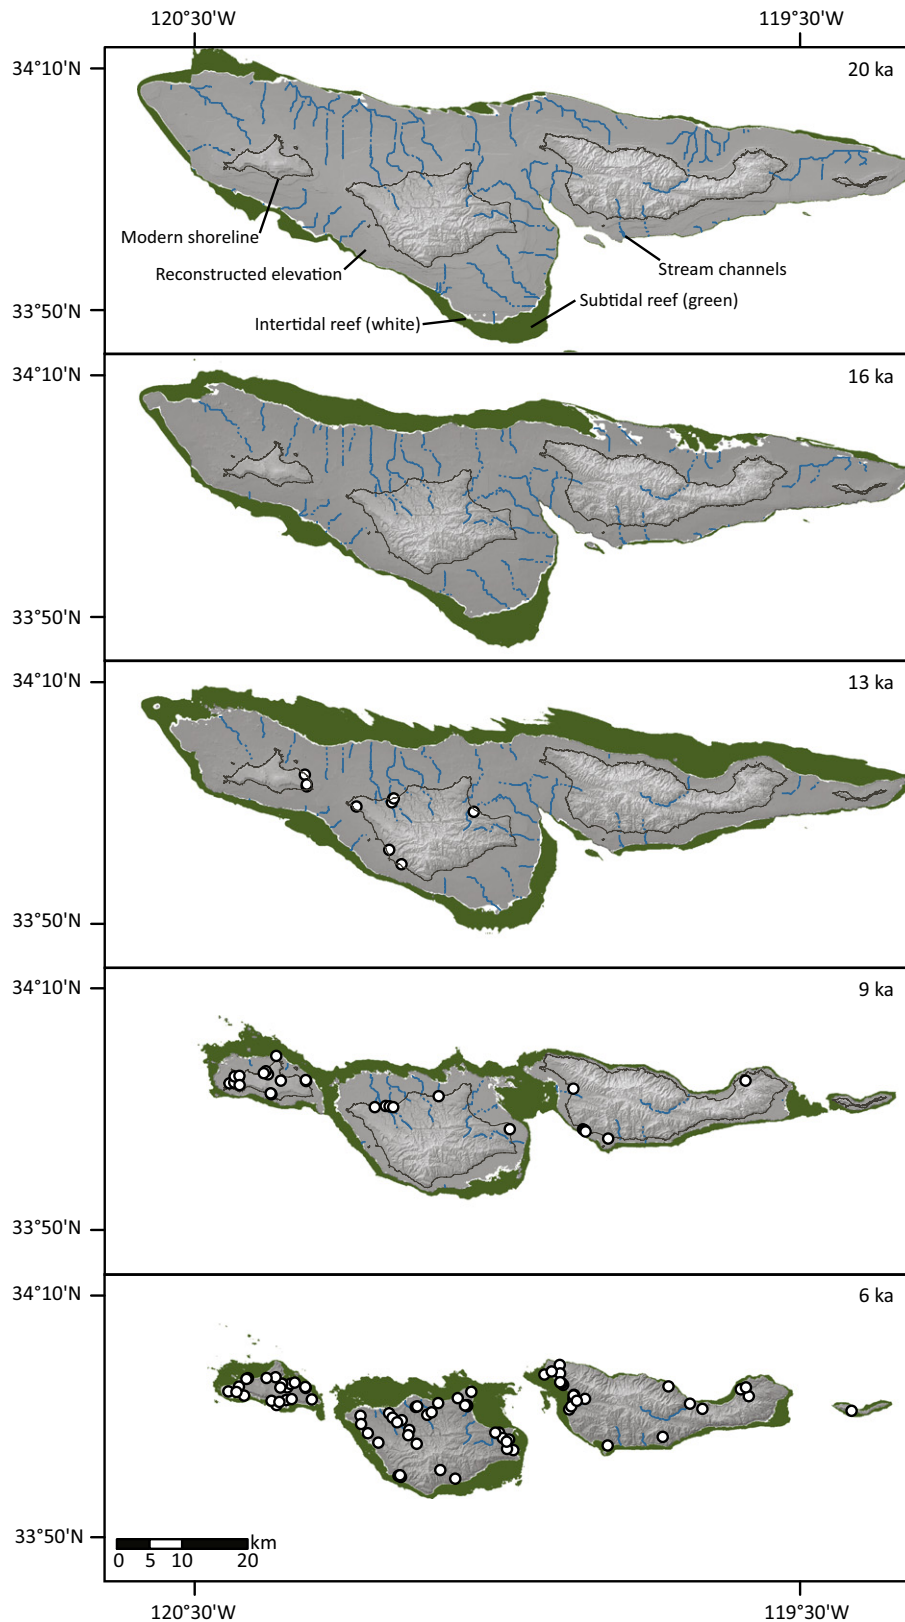 120°30'W 119°30'W
34°10'N
20 ka
Modern shoreline
Reconstructed elevation
Stream channels
Subtidal reef (green)
33°50'N
Intertidal reef (white)
34°10'N
16 ka
33°50'N
34°10'N
13 ka
33°50'N
34°10'N
9 ka
33°50'N
34°10'N
6 ka
33°50'N
km
0 5 10 20
120°30'W 119°30'W